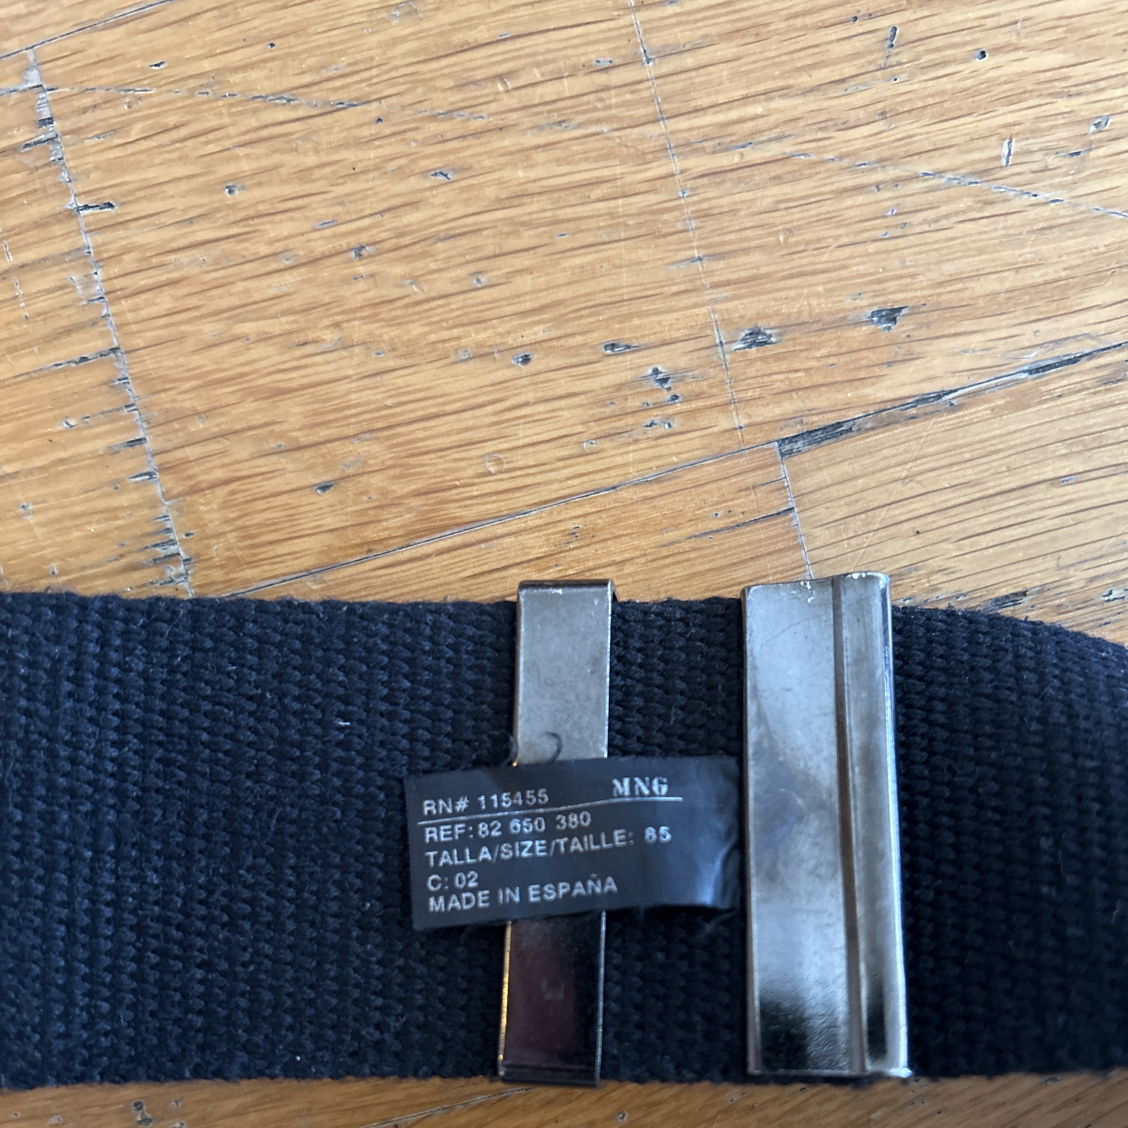 RN# 115455 MNG
REF: 82 650 380
TALLA/SIZE/TAILLE: 85
C: 02
MADE IN ESPAÑA